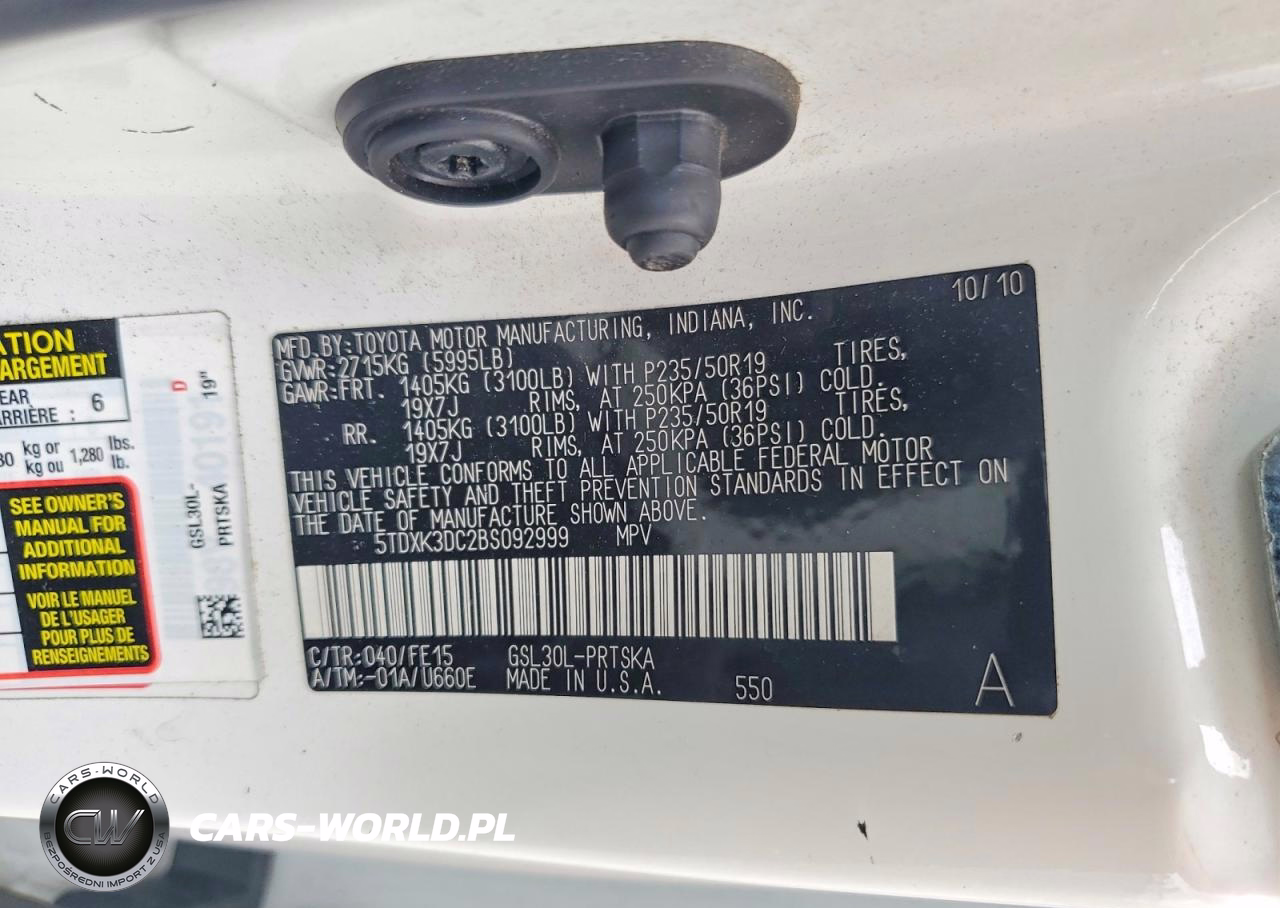 10/10
MFD.BY:TOYOTA MOTOR MANUFACTURING, INDIANA, INC.
GVWR:2715KG (5995LB)
GAWR:FRT. 1405KG (3100LB) WITH P235/50R19 TIRES,
19X7J RIMS, AT 250KPA (36PSI) COLD.
RR. 1405KG (3100LB) WITH P235/50R19 TIRES,
19X7J RIMS, AT 250KPA (36PSI) COLD.
THIS VEHICLE CONFORMS TO ALL APPLICABLE FEDERAL MOTOR
VEHICLE SAFETY AND THEFT PREVENTION STANDARDS IN EFFECT ON
THE DATE OF MANUFACTURE SHOWN ABOVE.
5TDXK3DC2BS092999 MPV
C/TR:040/FE15 GSL30L-PRTSKA
A/TM:-01A/U660E MADE IN U.S.A. 550
A
TION
ARGEMENT
EAR
ARRIÈRE : 6
kg or 1,280 lbs.
kg ou lb.
SEE OWNER'S
MANUAL FOR
ADDITIONAL
INFORMATION
VOIR LE MANUEL
DE L'USAGER
POUR PLUS DE
RENSEIGNEMENTS
D
19"
GSL30L-
PRTSKA
CARS-WORLD
CW
BEZPOŚREDNI IMPORT Z USA
CARS-WORLD.PL